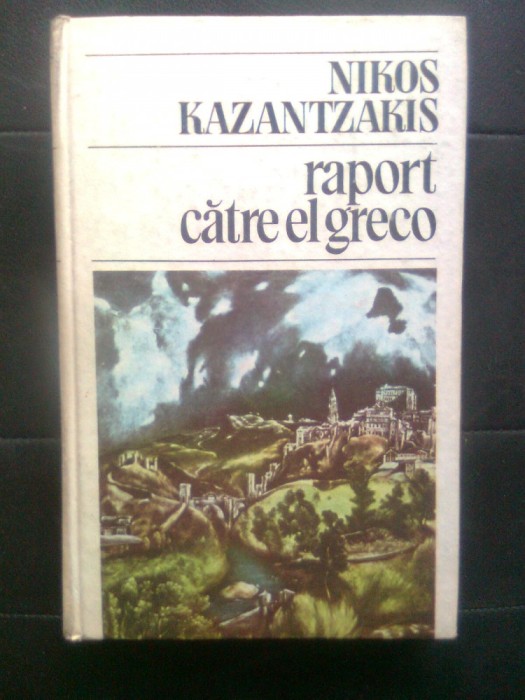 NIKOS
KAZANTZAKIS
raport
către el greco